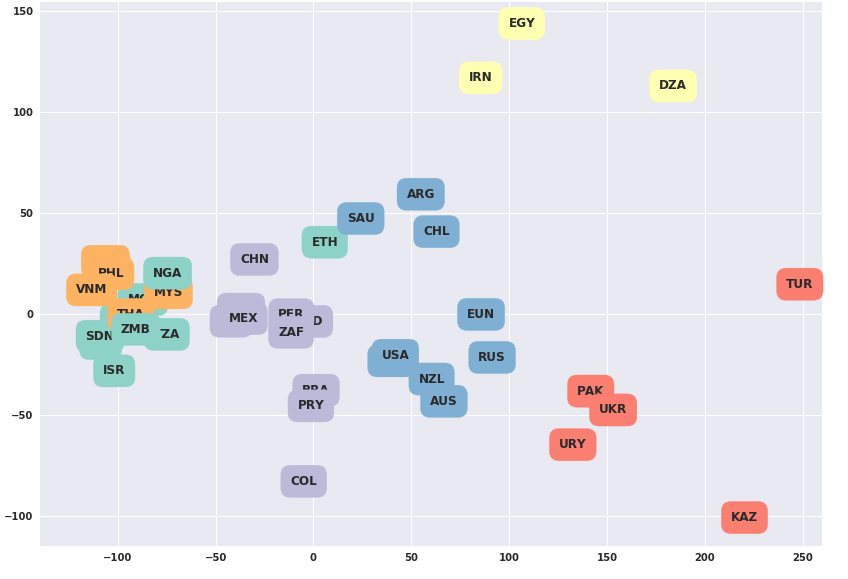 150
EGY
IRN
DZA
100
ARG
SAU
CHL
50
ETH
CHN
NGA
PHL
TUR
VNM
MYS
0
MEX
PER
D
EUN
ZMB
ZAF
SDN
ZA
USA
RUS
ISR
NZL
PAK
PRY
AUS
UKR
−50
URY
COL
KAZ
−100
−100
−50
0
50
100
150
200
250